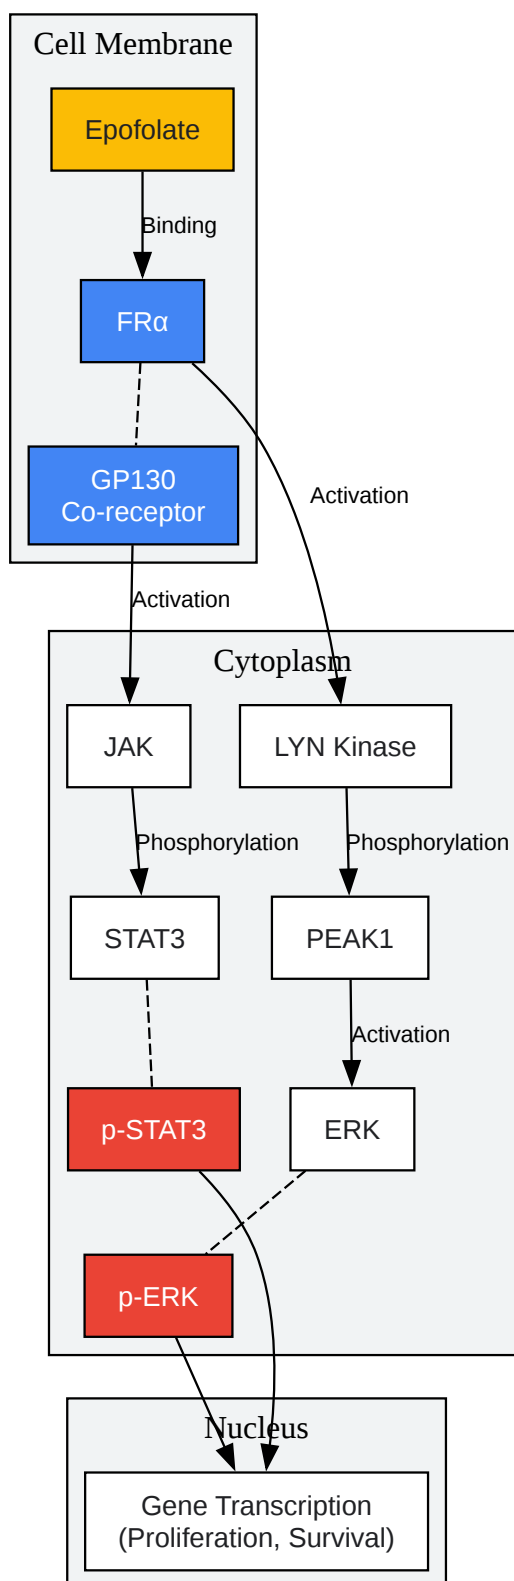 Cell Membrane
Epofolate
Binding
FRα
GP130
Co-receptor
Activation
Activation
Cytoplasm
JAK
LYN Kinase
Phosphorylation
Phosphorylation
STAT3
PEAK1
Activation
p-STAT3
ERK
p-ERK
Nucleus
Gene Transcription
(Proliferation, Survival)